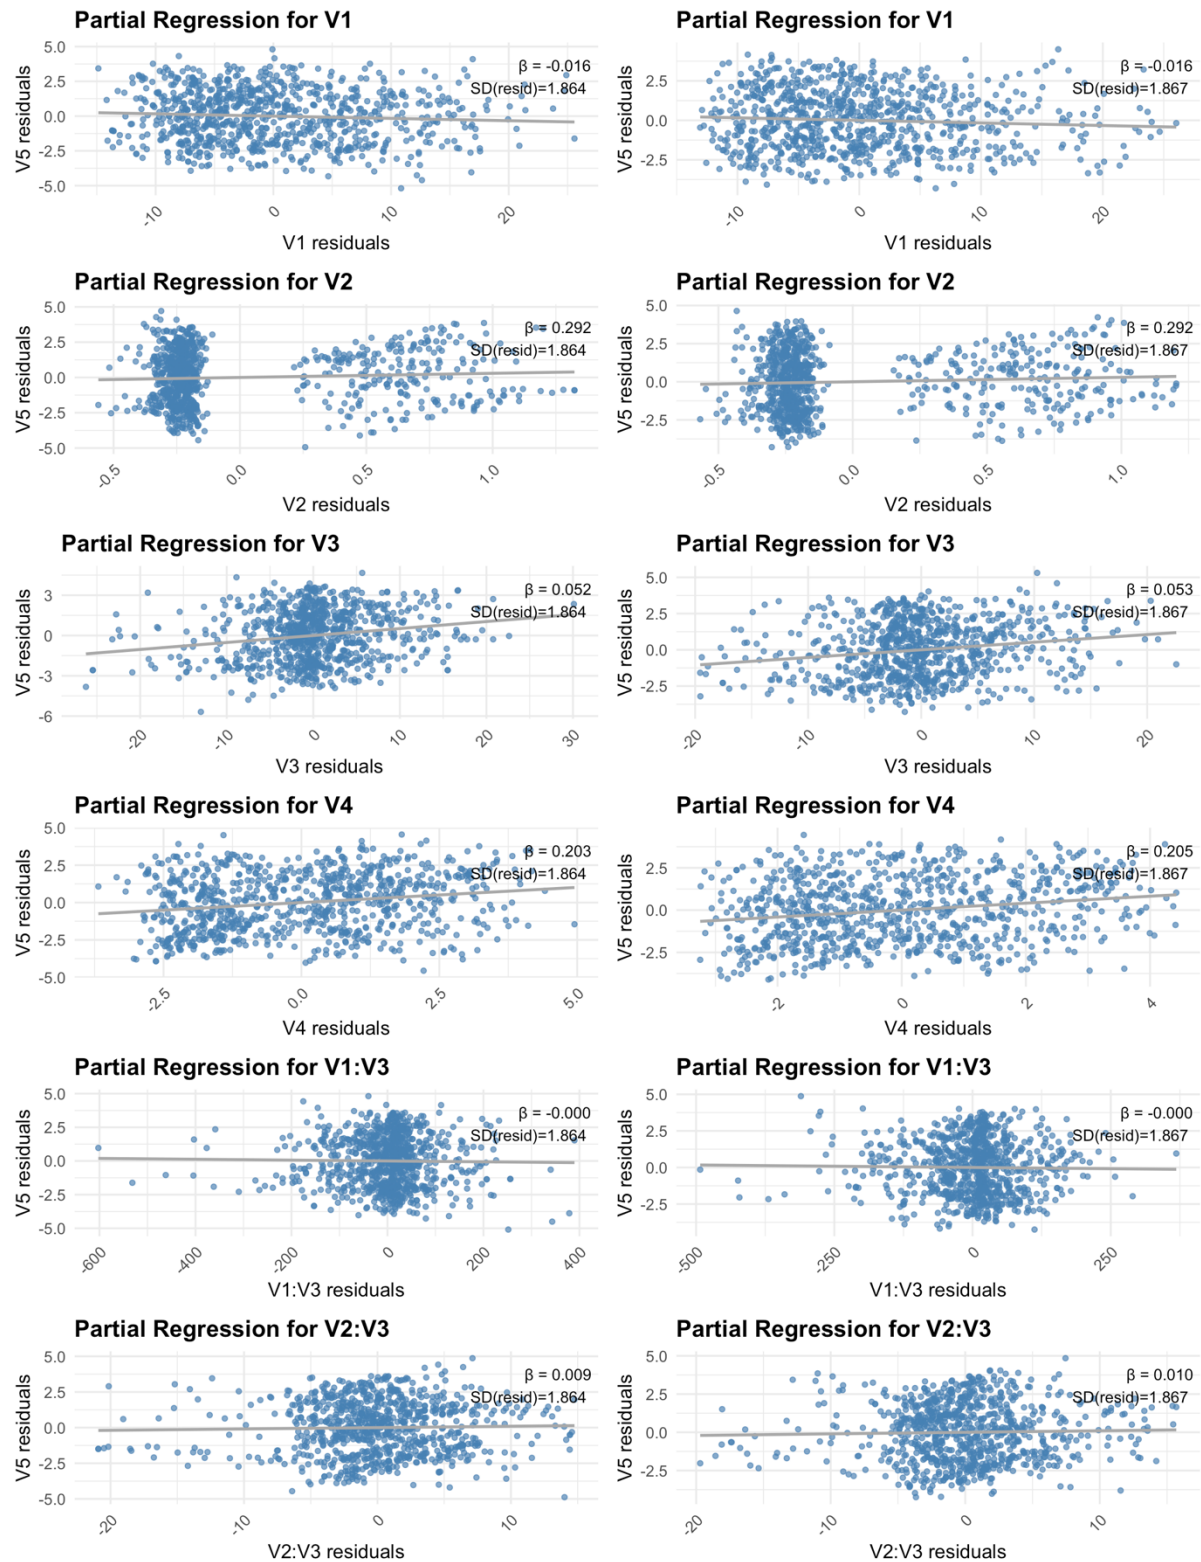 Partial Regression for V1
5.0
2.5
0.0
-2.5
-5.0
V5 residuals
β = -0.016
SD(resid)=1.864
-10
0
10
20
V1 residuals
Partial Regression for V1
2.5
0.0
-2.5
V5 residuals
β = -0.016
SD(resid)=1.867
-10
0
10
20
V1 residuals
Partial Regression for V2
5.0
2.5
0.0
-2.5
-5.0
V5 residuals
β = 0.292
SD(resid)=1.864
-0.5
0.0
0.5
1.0
V2 residuals
Partial Regression for V2
5.0
2.5
0.0
-2.5
V5 residuals
β = 0.292
SD(resid)=1.867
-0.5
0.0
0.5
1.0
V2 residuals
Partial Regression for V3
3
0
-3
-6
V5 residuals
β = 0.052
SD(resid)=1.864
-20
-10
0
10
20
30
V3 residuals
Partial Regression for V3
5.0
2.5
0.0
-2.5
V5 residuals
β = 0.053
SD(resid)=1.867
-20
-10
0
10
20
V3 residuals
Partial Regression for V4
5.0
2.5
0.0
-2.5
-5.0
V5 residuals
β = 0.203
SD(resid)=1.864
-2.5
0.0
2.5
5.0
V4 residuals
Partial Regression for V4
2.5
0.0
-2.5
V5 residuals
β = 0.205
SD(resid)=1.867
-2
0
2
4
V4 residuals
Partial Regression for V1:V3
5.0
2.5
0.0
-2.5
-5.0
V5 residuals
β = -0.000
SD(resid)=1.864
-600
-400
-200
0
200
400
V1:V3 residuals
Partial Regression for V1:V3
5.0
2.5
0.0
-2.5
V5 residuals
β = -0.000
SD(resid)=1.867
-500
-250
0
250
V1:V3 residuals
Partial Regression for V2:V3
5.0
2.5
0.0
-2.5
-5.0
V5 residuals
β = 0.009
SD(resid)=1.864
-20
-10
0
10
V2:V3 residuals
Partial Regression for V2:V3
5.0
2.5
0.0
-2.5
V5 residuals
β = 0.010
SD(resid)=1.867
-20
-10
0
10
V2:V3 residuals